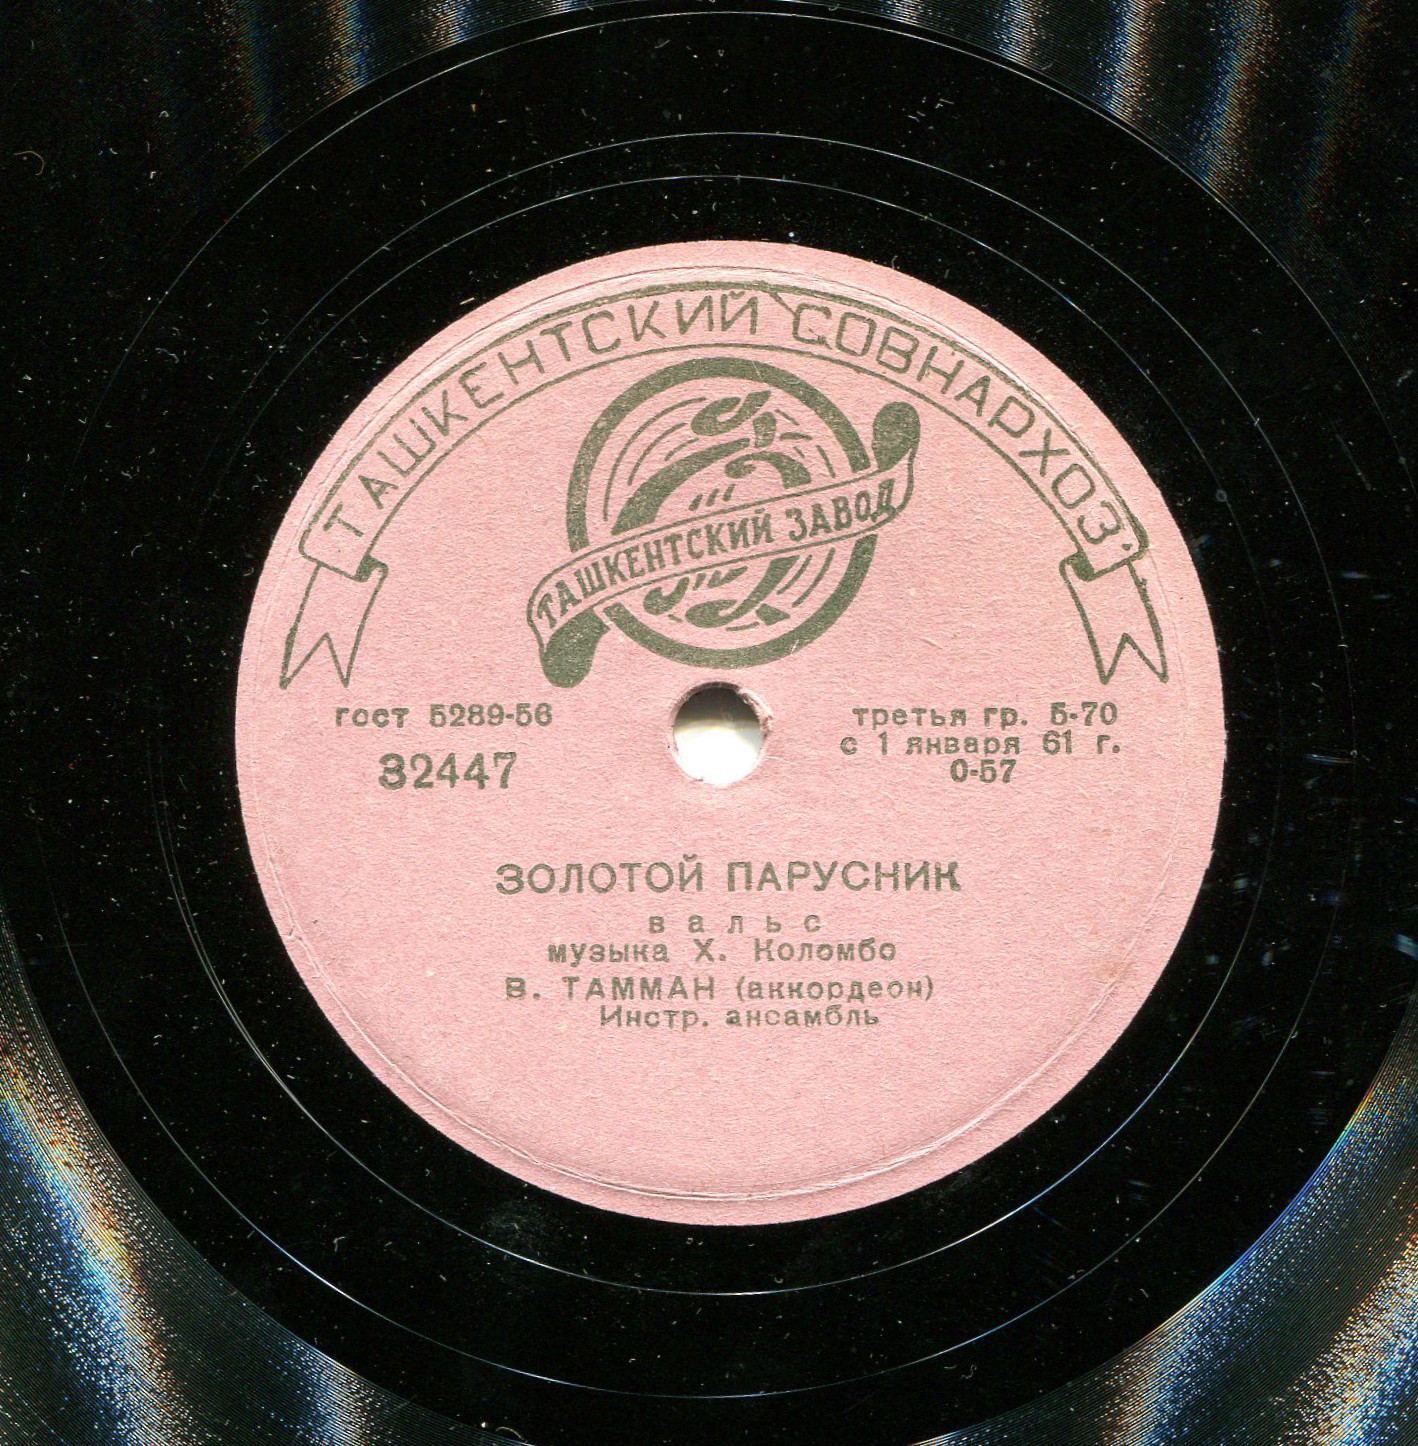 ТАШКЕНТСКИЙ СОВНАРХОЗ
ТАШКЕНТСКИЙ ЗАВОД
гост 5289-56
32447
третья гр. 5-70
с 1 января 61 г.
0-57
ЗОЛОТОЙ ПАРУСНИК
вальс
музыка Х. Коломбо
В. ТАММАН (аккордеон)
Инстр. ансамбль